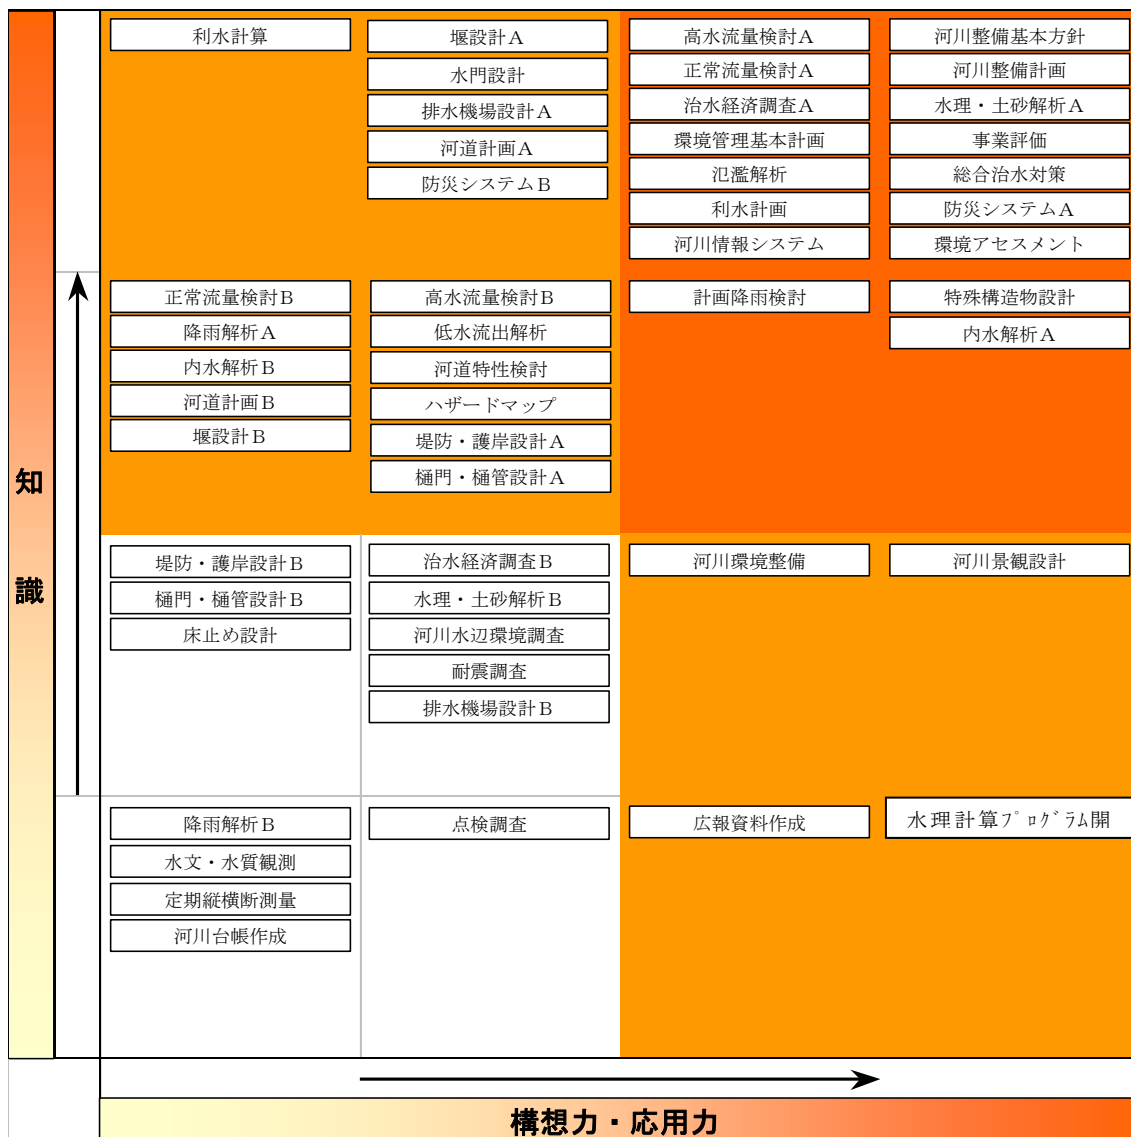 利水計算
堰設計A
水門設計
排水機場設計A
河道計画A
防災システムB
高水流量検討A
正常流量検討A
治水経済調査A
環境管理基本計画
氾濫解析
利水計画
河川情報システム
河川整備基本方針
河川整備計画
水理・土砂解析A
事業評価
総合治水対策
防災システムA
環境アセスメント
正常流量検討B
降雨解析A
内水解析B
河道計画B
堰設計B
高水流量検討B
低水流出解析
河道特性検討
ハザードマップ
堤防・護岸設計A
樋門・樋管設計A
計画降雨検討
特殊構造物設計
内水解析A
知
識
堤防・護岸設計B
樋門・樋管設計B
床止め設計
治水経済調査B
水理・土砂解析B
河川水辺環境調査
耐震調査
排水機場設計B
河川環境整備
河川景観設計
降雨解析B
水文・水質観測
定期縦横断測量
河川台帳作成
点検調査
広報資料作成
水理計算ﾌﾟﾛｸﾞﾗﾑ開
構想力・応用力